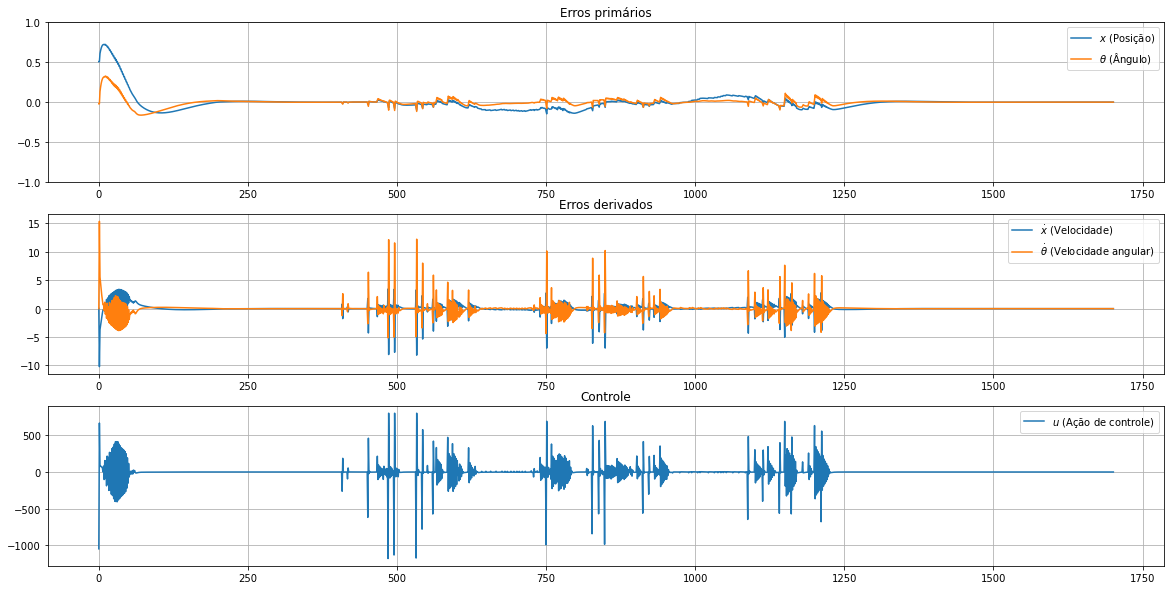 Erros primários
1.0
0.5
0.0
−0.5
−1.0
x (Posição)
θ (Ângulo)
0 250 500 750 1000 1250 1500 1750
Erros derivados
15
10
5
0
−5
−10
ẋ (Velocidade)
θ̇ (Velocidade angular)
0 250 500 750 1000 1250 1500 1750
Controle
500
0
−500
−1000
u (Ação de controle)
0 250 500 750 1000 1250 1500 1750